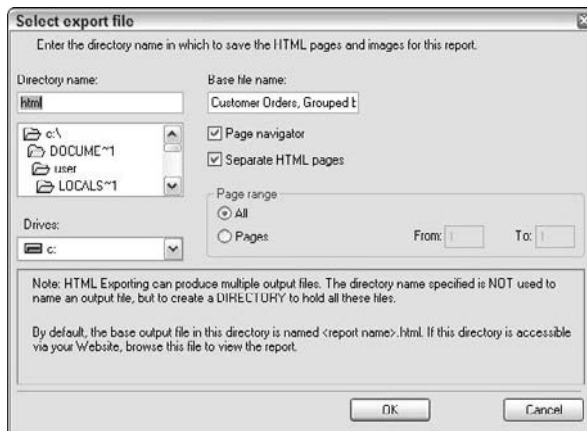 Select export file
Enter the directory name in which to save the HTML pages and images for this report.
Directory name:
html
c:\
DOCUME~1
user
LOCALS~1
Drives:
c:
Base file name:
Customer Orders, Grouped b
Page navigator
Separate HTML pages
Page range
All
Pages
From: 1
To: 1
Note: HTML Exporting can produce multiple output files. The directory name specified is NOT used to
name an output file, but to create a DIRECTORY to hold all these files.
By default, the base output file in this directory is named <report name>.html. If this directory is accessible
via your Website, browse this file to view the report.
OK
Cancel